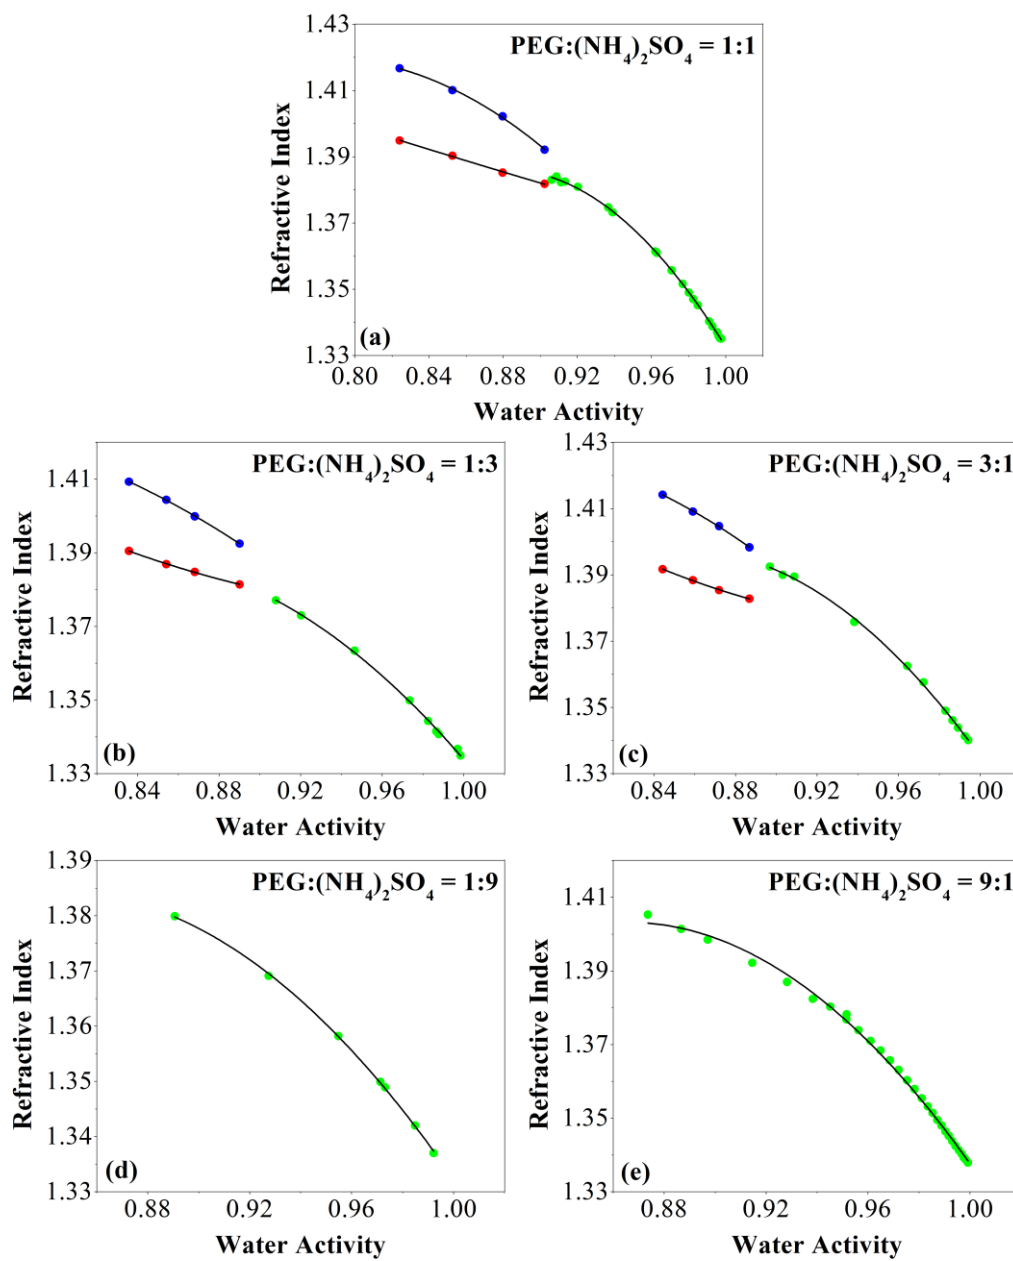 PEG:(NH4)2SO4 = 1:1
1.43
1.41
1.39
1.37
1.35
1.33
Refractive Index
(a)
0.80 0.84 0.88 0.92 0.96 1.00
Water Activity
PEG:(NH4)2SO4 = 1:3
1.41
1.39
1.37
1.35
1.33
Refractive Index
(b)
0.84 0.88 0.92 0.96 1.00
Water Activity
PEG:(NH4)2SO4 = 3:1
1.43
1.41
1.39
1.37
1.35
1.33
Refractive Index
(c)
0.84 0.88 0.92 0.96 1.00
Water Activity
PEG:(NH4)2SO4 = 1:9
1.39
1.38
1.37
1.36
1.35
1.34
1.33
Refractive Index
(d)
0.88 0.92 0.96 1.00
Water Activity
PEG:(NH4)2SO4 = 9:1
1.41
1.39
1.37
1.35
1.33
Refractive Index
(e)
0.88 0.92 0.96 1.00
Water Activity